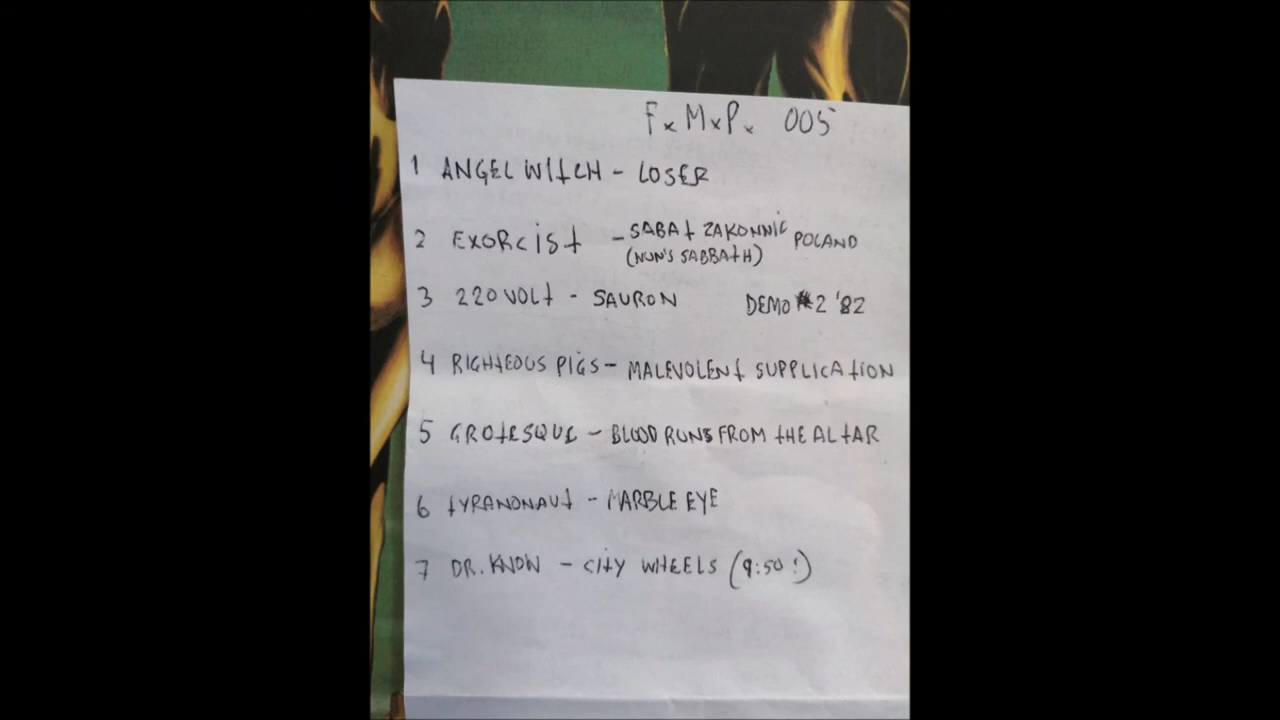 FxMxPx 005
1 ANGEL WITCH - LOSER
2 EXORCIST - SABAT ZAKONNIC POLAND
(NUN'S SABBATH)
3 220 VOLT - SAURON DEMO #2 '82
4 RIGHTEOUS PIGS - MALEVOLENT SUPPLICATION
5 GROTESQUE - BLOOD RUNS FROM THE ALTAR
6 TYRANONAUT - MARBLE EYE
7 DR. KNOW - CITY WHEELS (9:50!)